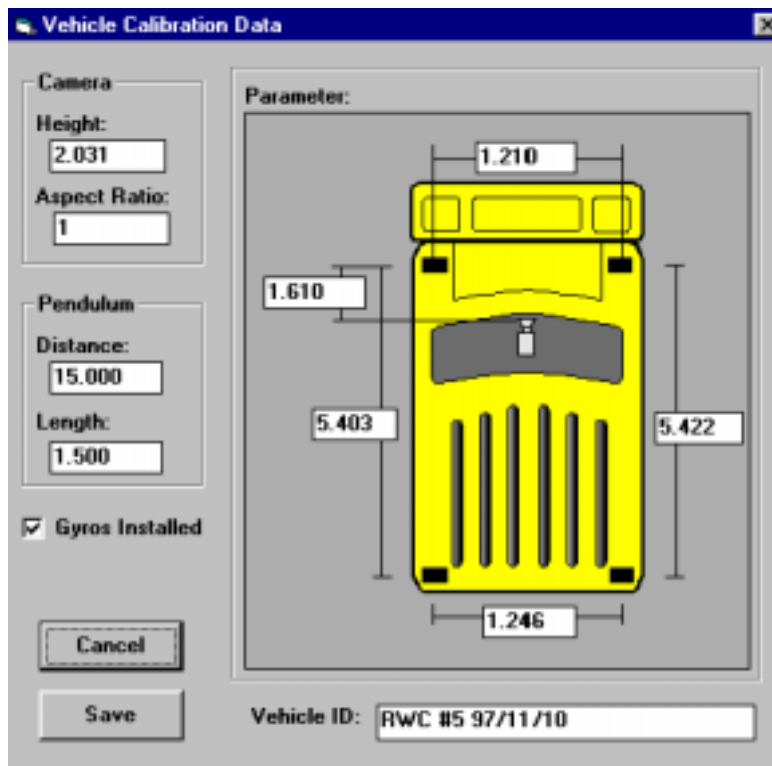 Vehicle Calibration Data
Camera
Height:
2.031
Aspect Ratio:
1
Pendulum
Distance:
15.000
Length:
1.500
Gyros Installed
Cancel
Save
Parameter:
1.210
1.610
5.403
5.422
1.246
Vehicle ID: RWC #5 97/11/10